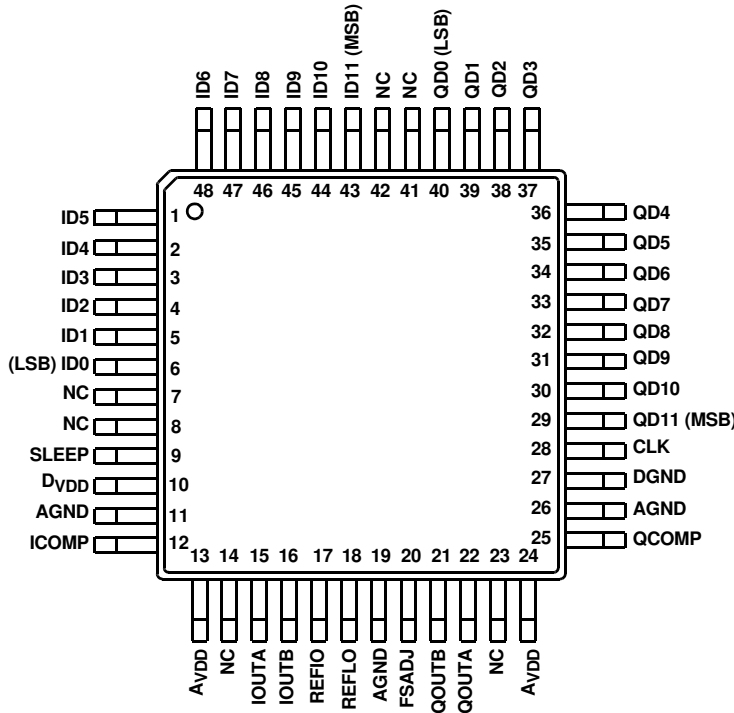 ID6
ID7
ID8
ID9
ID10
ID11 (MSB)
NC
NC
QD0 (LSB)
QD1
QD2
QD3
48
47
46
45
44
43
42
41
40
39
38
37
ID5
1
ID4
2
ID3
3
ID2
4
ID1
5
(LSB) ID0
6
NC
7
NC
8
SLEEP
9
DVDD
10
AGND
11
ICOMP
12
36
QD4
35
QD5
34
QD6
33
QD7
32
QD8
31
QD9
30
QD10
29
QD11 (MSB)
28
CLK
27
DGND
26
AGND
25
QCOMP
13
14
15
16
17
18
19
20
21
22
23
24
AVDD
NC
IOUTA
IOUTB
REFIO
REFLO
AGND
FSADJ
QOUTB
QOUTA
NC
AVDD